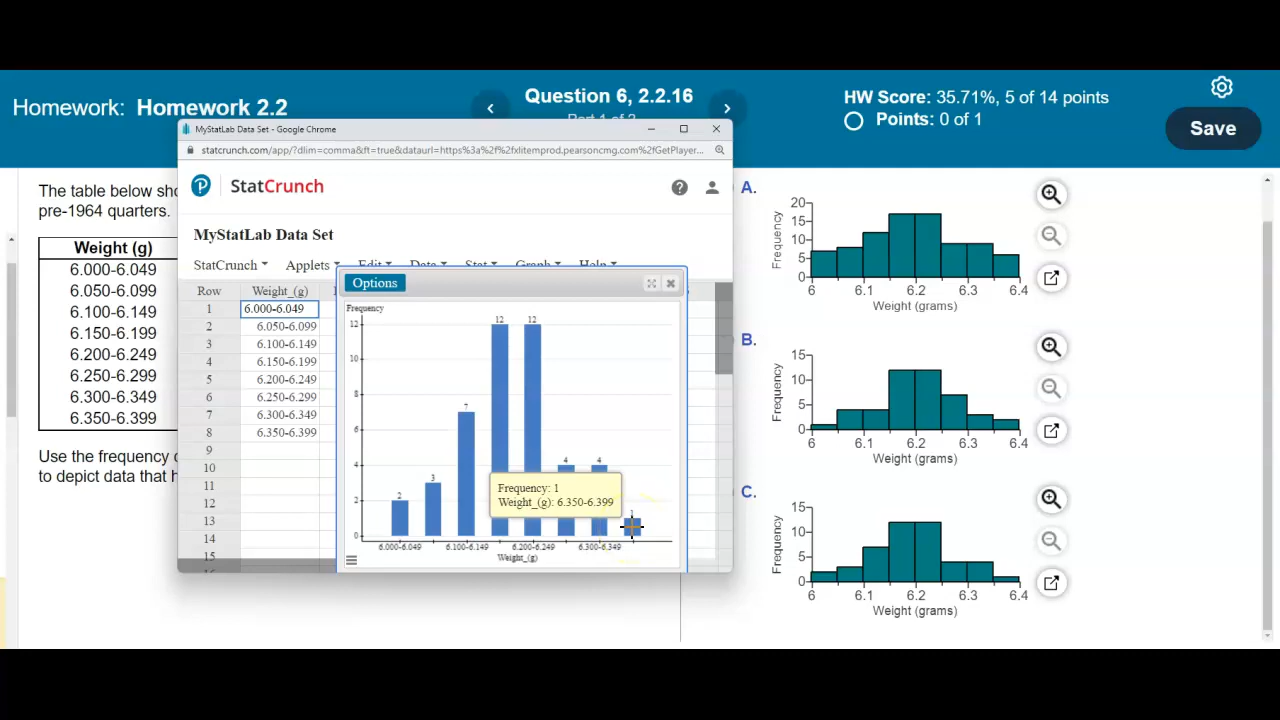 Homework: Homework 2.2
Question 6, 2.2.16
HW Score: 35.71%, 5 of 14 points
Points: 0 of 1
Save
The table below sho
pre-1964 quarters.
Weight (g)
6.000-6.049
6.050-6.099
6.100-6.149
6.150-6.199
6.200-6.249
6.250-6.299
6.300-6.349
6.350-6.399
Use the frequency
to depict data that h
MyStatLab Data Set - Google Chrome
statcrunch.com/app/?dlim=comma&ft=true&dataurl=https%3a%2f%2fxlitemprod.pearsoncmg.com%2fGetPlayer...
StatCrunch
MyStatLab Data Set
StatCrunch Applets Edit Data Stat Graph Help
Row Weight_(g)
1 6.000-6.049
2 6.050-6.099
3 6.100-6.149
4 6.150-6.199
5 6.200-6.249
6 6.250-6.299
7 6.300-6.349
8 6.350-6.399
9
10
11
12
13
14
15
Options
Frequency
12
10
8
6
4
2
0
2 3 7 12 12 4 4 1
Frequency: 1
Weight_(g): 6.350-6.399
6.000-6.049 6.100-6.149 6.200-6.249 6.300-6.349
Weight_(g)
A.
Frequency
20
15
10
5
0
6 6.1 6.2 6.3 6.4
Weight (grams)
B.
Frequency
15
10
5
0
6 6.1 6.2 6.3 6.4
Weight (grams)
C.
Frequency
15
10
5
0
6 6.1 6.2 6.3 6.4
Weight (grams)